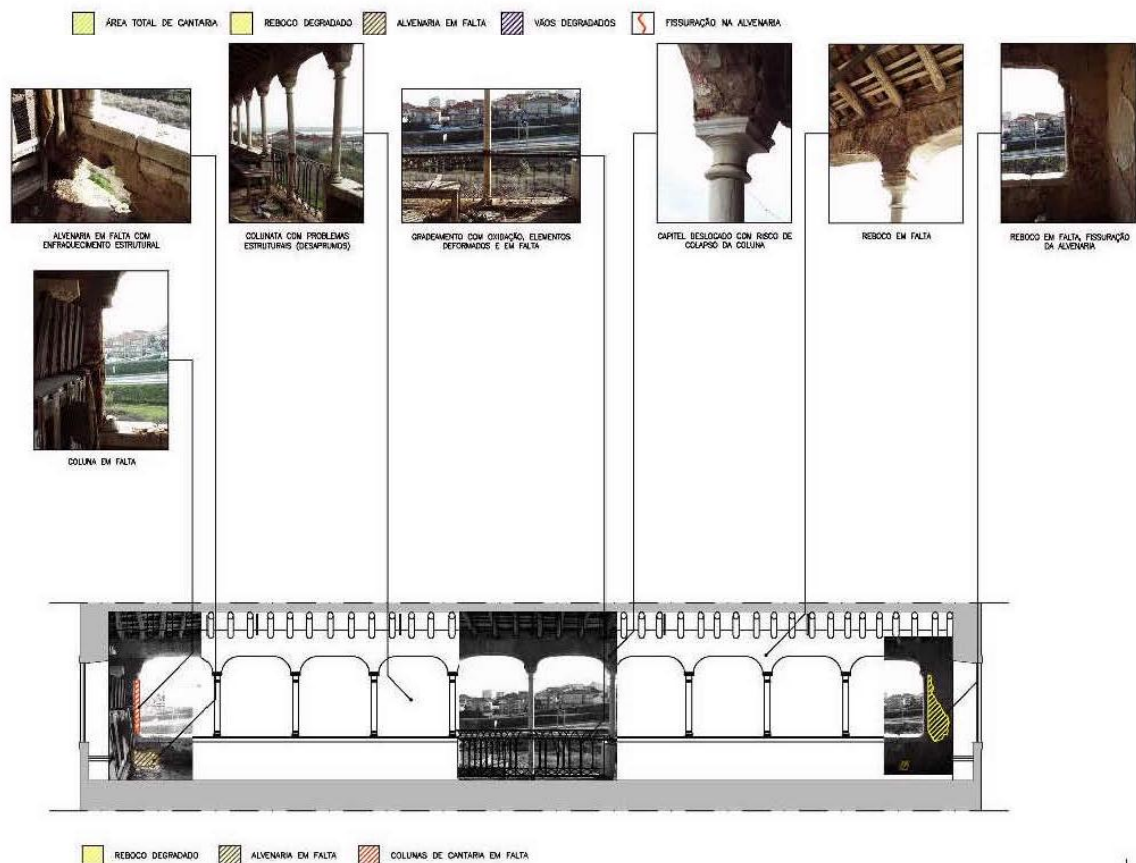 ÁREA TOTAL DE CANTARIA
REBOCO DEGRADADO
ALVENARIA EM FALTA
VÃOS DEGRADADOS
FISSURAÇÃO NA ALVENARIA
ALVENARIA EM FALTA COM
ENFRAQUECIMENTO ESTRUTURAL
COLUNATA COM PROBLEMAS
ESTRUTURAIS (DESAPRUMOS)
GRADEAMENTO COM OXIDAÇÃO, ELEMENTOS
DEFORMADOS E EM FALTA
CAPITEL DESLOCADO COM RISCO DE
COLAPSO DA COLUNA
REBOCO EM FALTA
REBOCO EM FALTA, FISSURAÇÃO
DA ALVENARIA
COLUNA EM FALTA
REBOCO DEGRADADO
ALVENARIA EM FALTA
COLUNAS DE CANTARIA EM FALTA